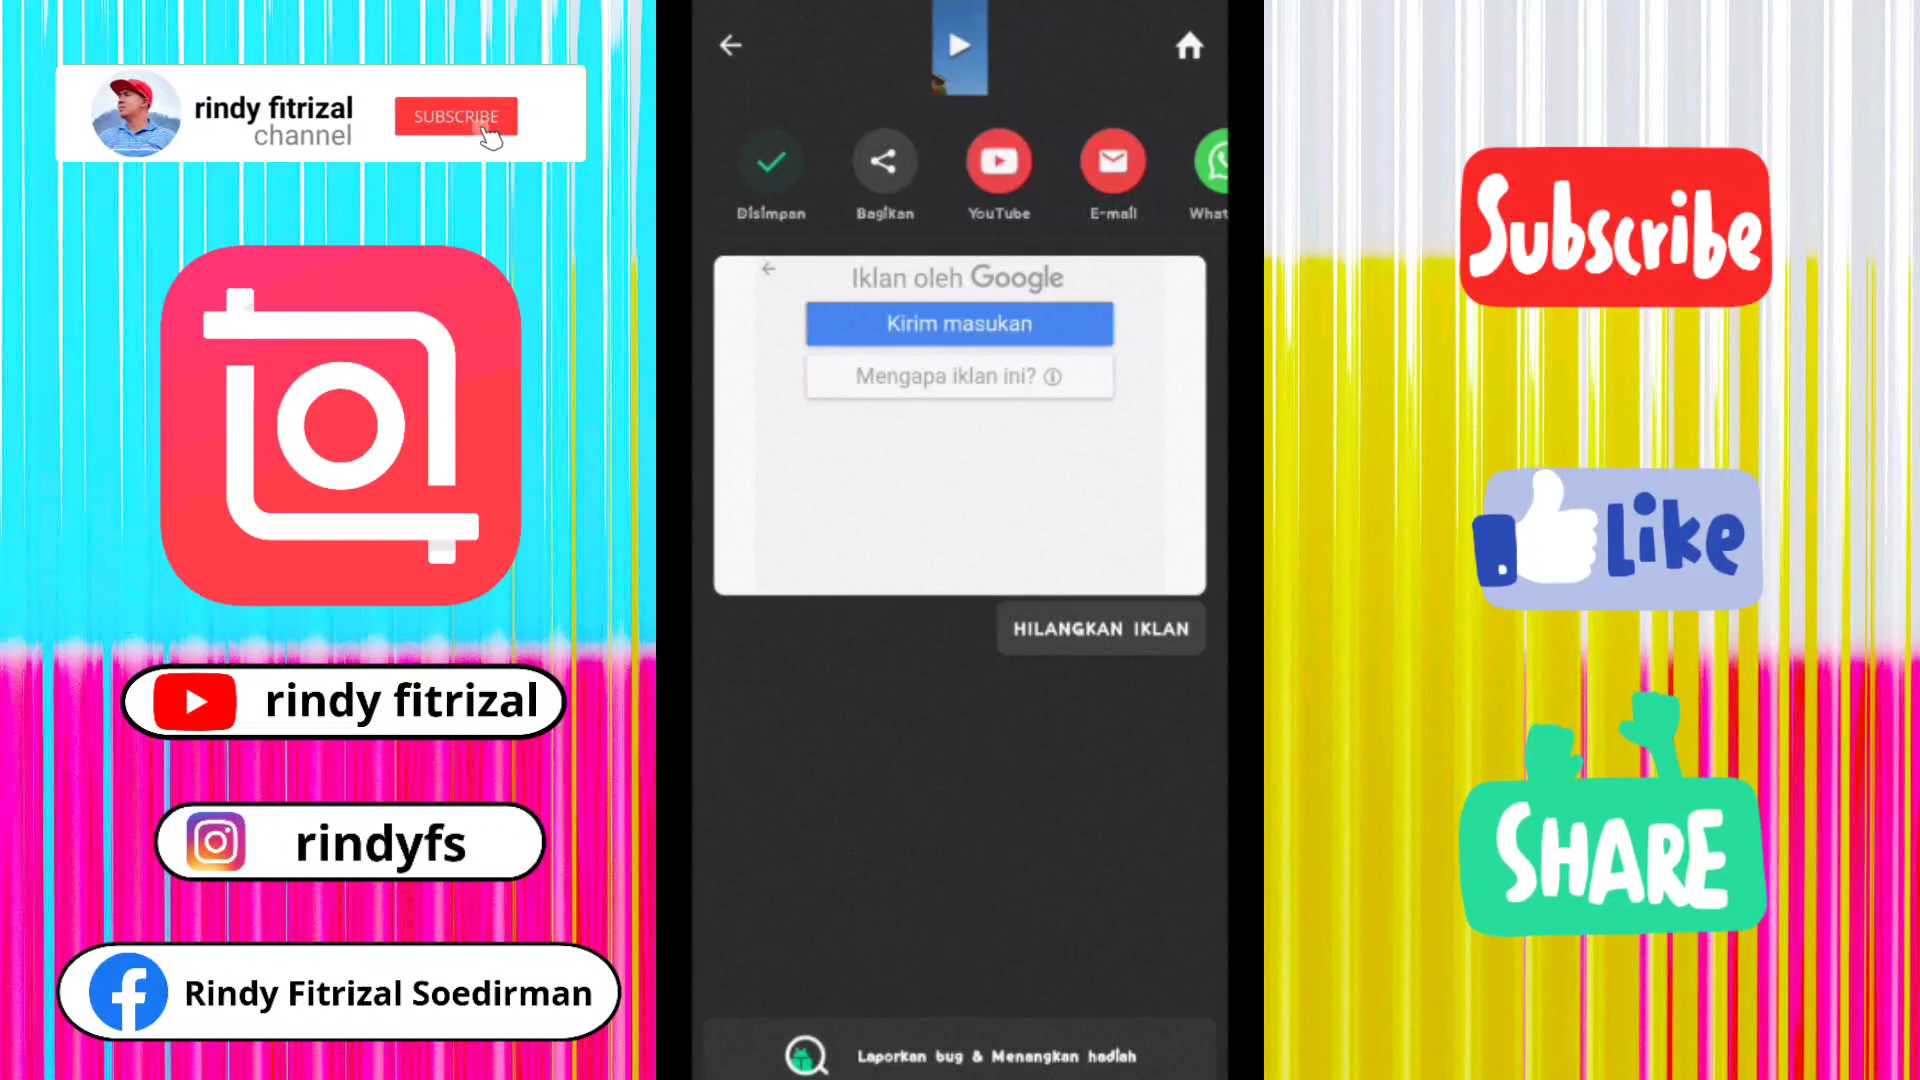 rindy fitrizal
channel
SUBSCRIBE
rindy fitrizal
rindyfs
Rindy Fitrizal Soedirman
Disimpan
Bagikan
YouTube
E-mail
What
Iklan oleh Google
Kirim masukan
Mengapa iklan ini?
HILANGKAN IKLAN
Laporkan bug & Menangkan hadiah
Subscribe
Like
SHARE